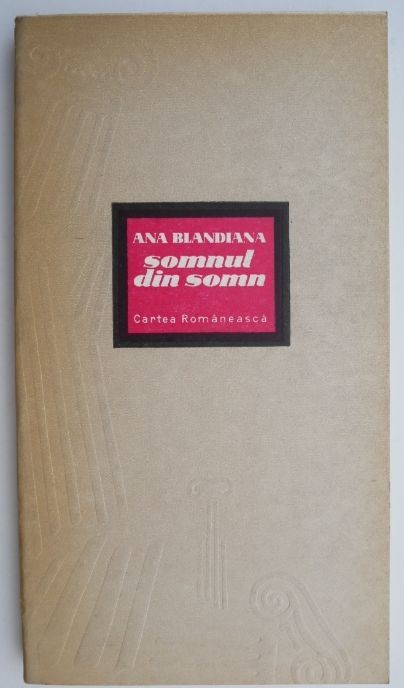 ANA BLANDIANA
somnul
din somn
Cartea Românească